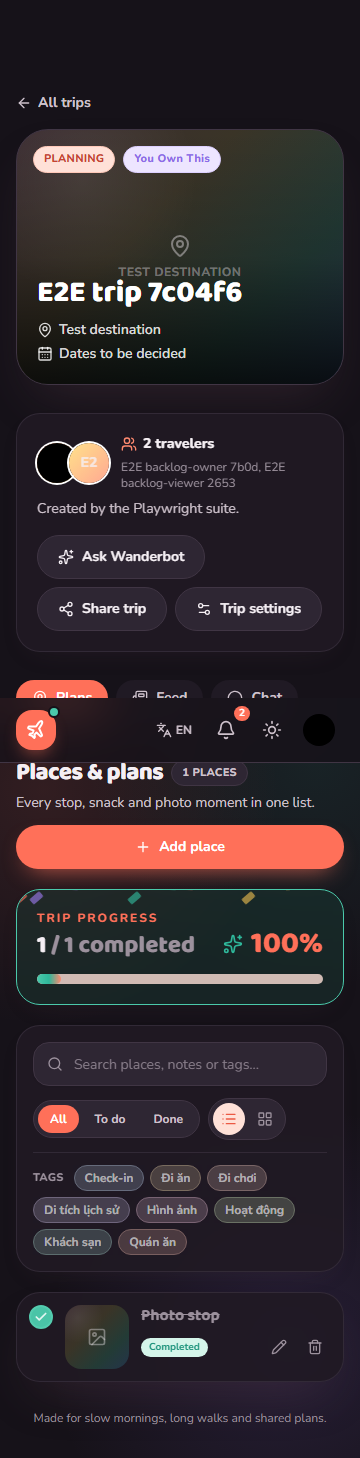 All trips
PLANNING
You Own This
TEST DESTINATION
E2E trip 7c04f6
Test destination
Dates to be decided
E2
2 travelers
E2E backlog-owner 7b0d, E2E
backlog-viewer 2653
Created by the Playwright suite.
Ask Wanderbot
Share trip
Trip settings
Plans
Feed
Chat
EN
2
Places & plans
1 PLACES
Every stop, snack and photo moment in one list.
Add place
TRIP PROGRESS
1 / 1 completed
100%
Search places, notes or tags...
All
To do
Done
TAGS
Check-in
Đi ăn
Đi chơi
Di tích lịch sử
Hình ảnh
Hoạt động
Khách sạn
Quán ăn
Photo stop
Completed
Made for slow mornings, long walks and shared plans.